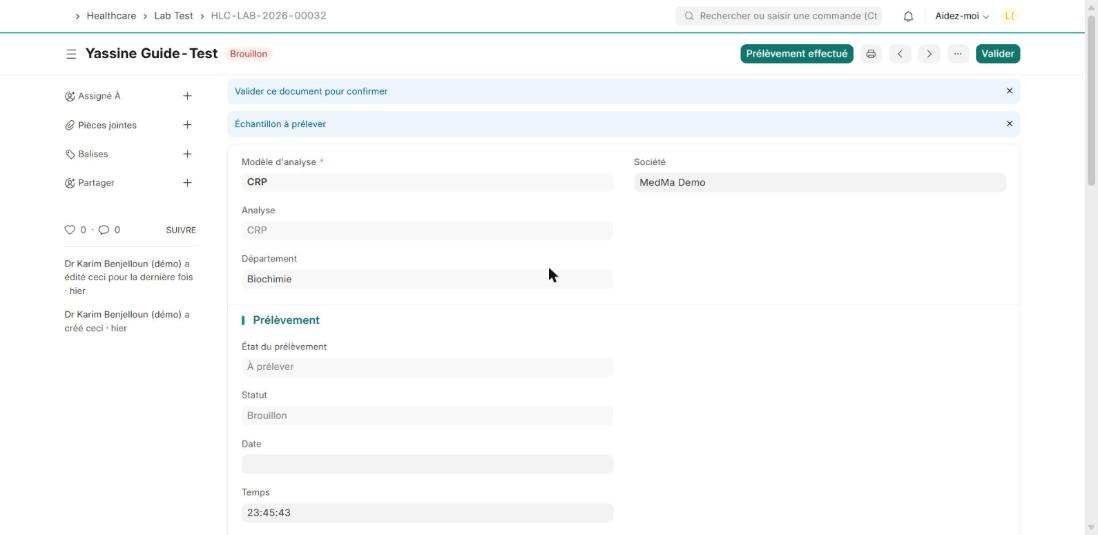 Healthcare > Lab Test > HLC-LAB-2026-00032
Rechercher ou saisir une commande (Ct
Aidez-moi
L(
Yassine Guide-Test
Brouillon
Prélèvement effectué
Valider
Assigné À
Pièces jointes
Balises
Partager
0 · 0
SUIVRE
Dr Karim Benjelloun (démo) a
édité ceci pour la dernière fois
· hier
Dr Karim Benjelloun (démo) a
créé ceci · hier
Valider ce document pour confirmer
Échantillon à prélever
Modèle d'analyse *
CRP
Société
MedMa Demo
Analyse
CRP
Département
Biochimie
Prélèvement
État du prélèvement
À prélever
Statut
Brouillon
Date
Temps
23:45:43